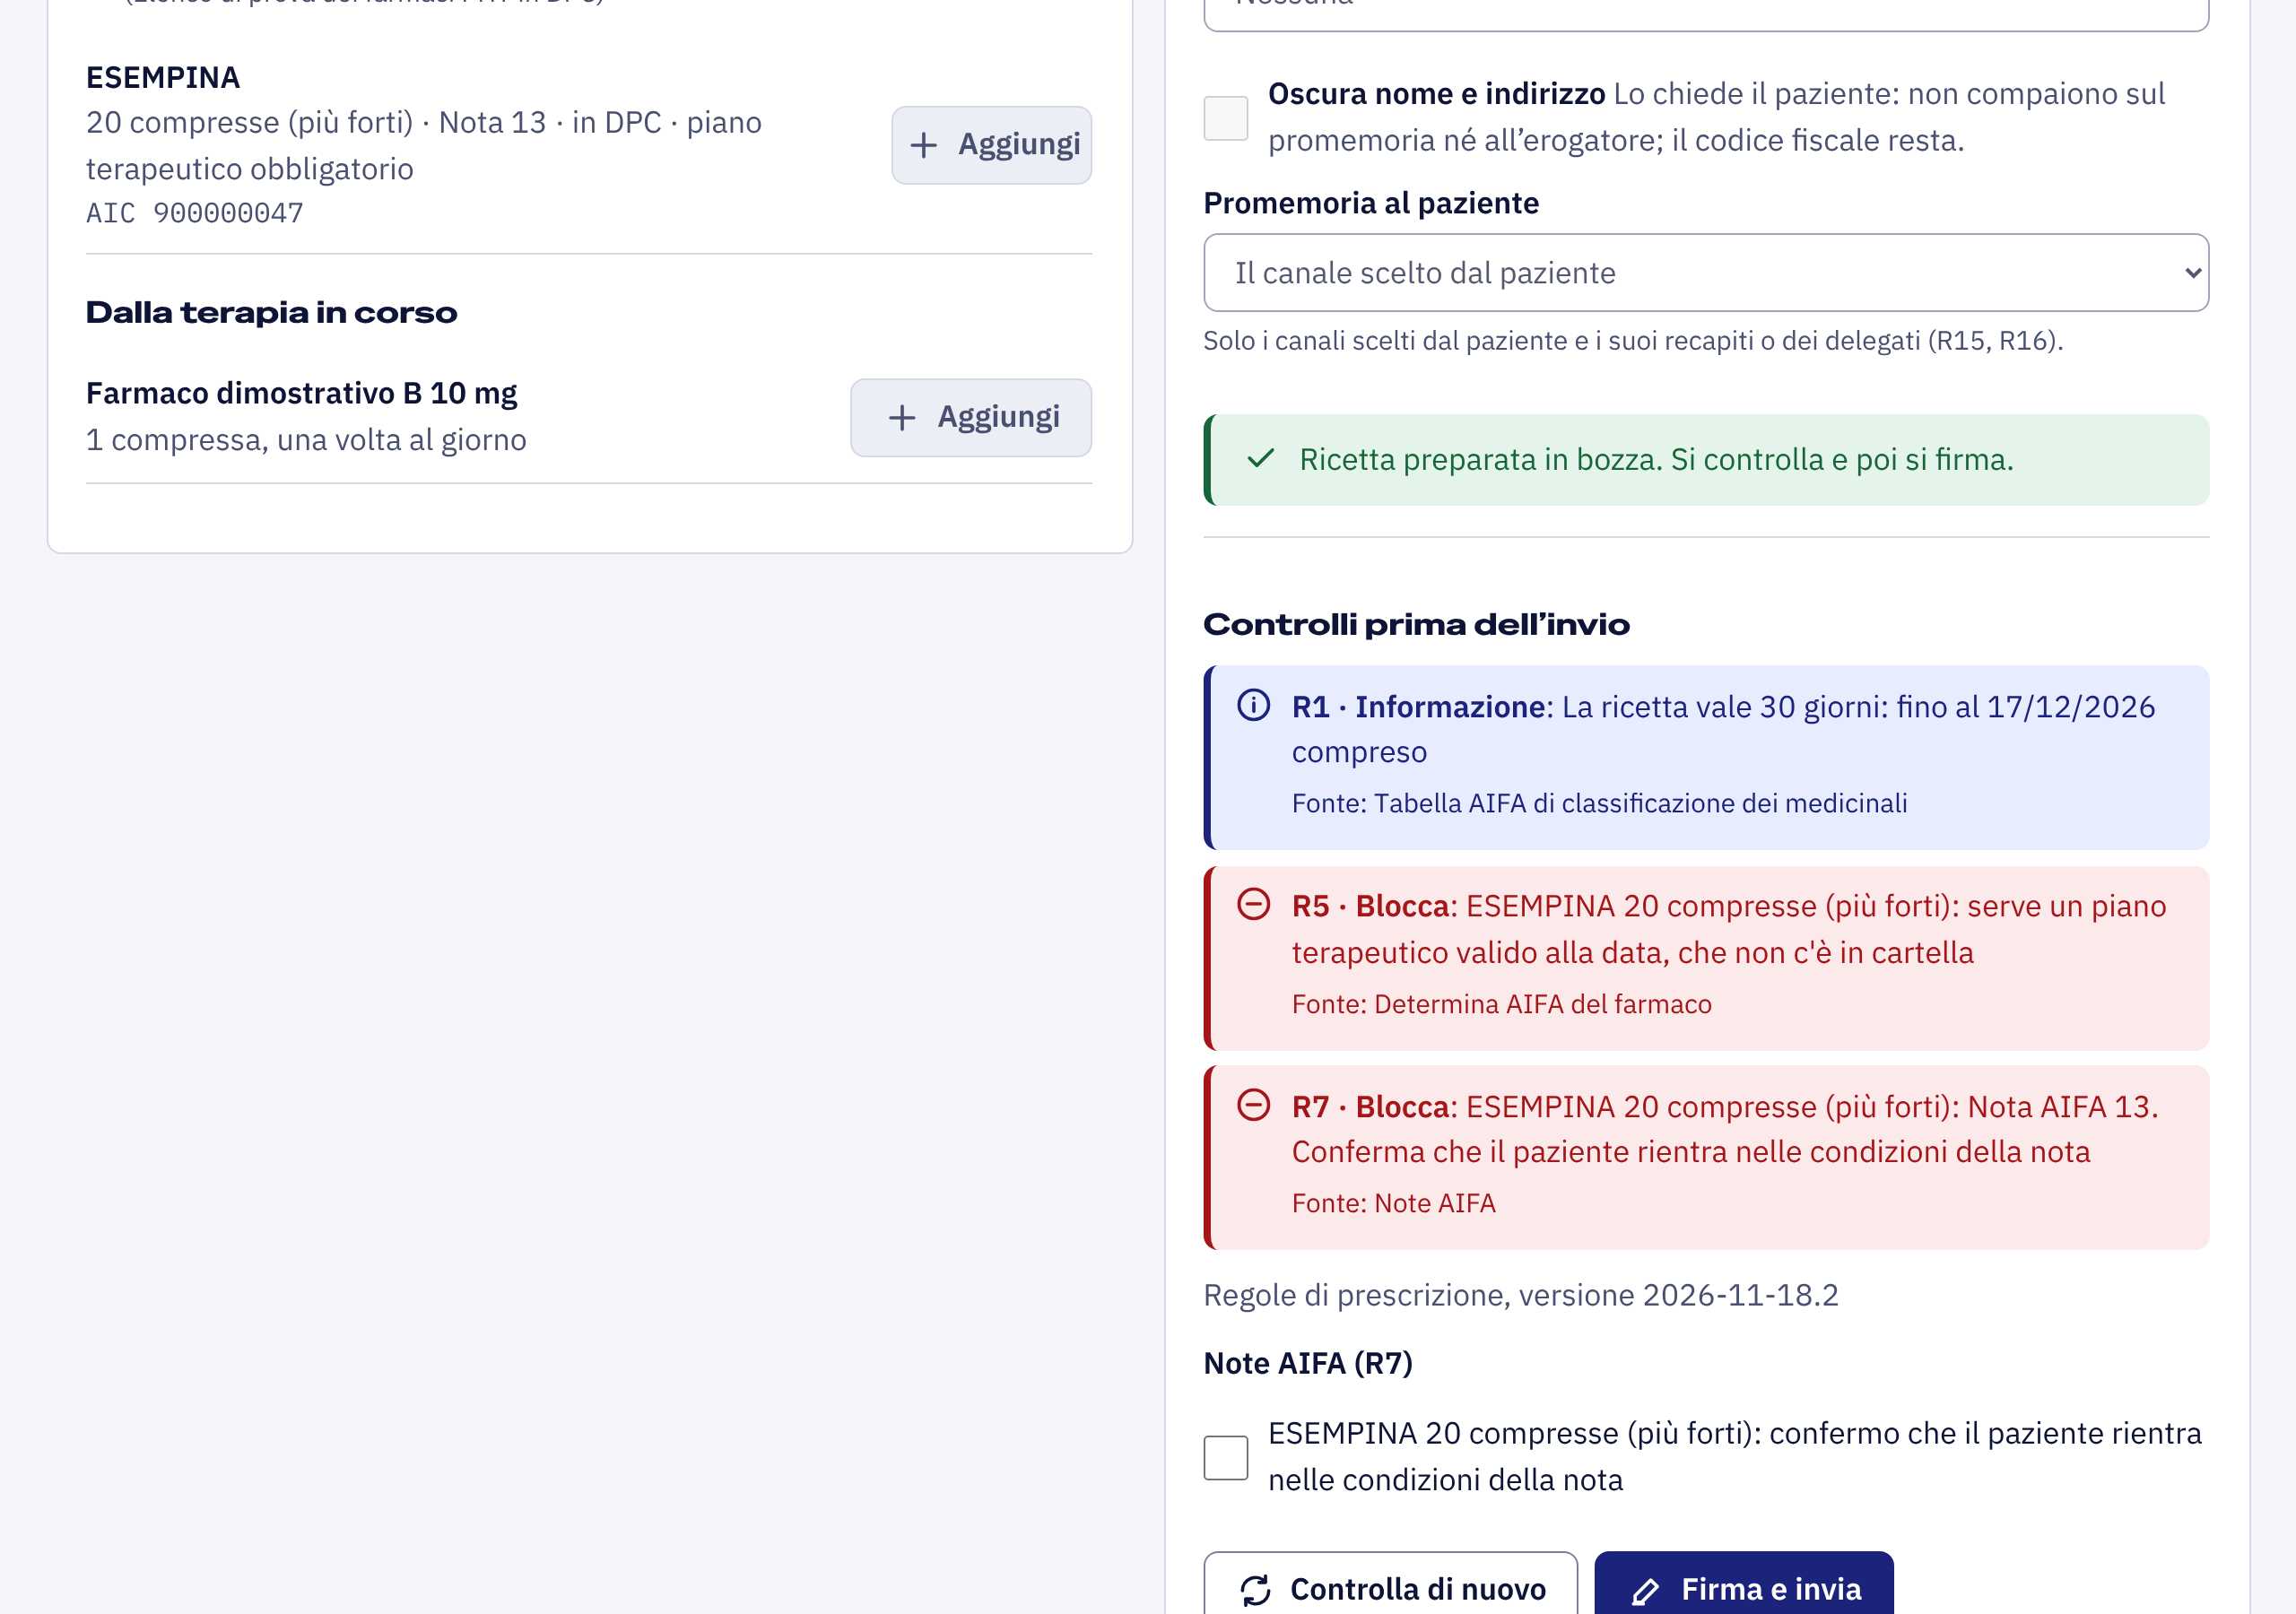 ESEMPINA
20 compresse (più forti) · Nota 13 · in DPC · piano
terapeutico obbligatorio
AIC 900000047
Aggiungi
Dalla terapia in corso
Farmaco dimostrativo B 10 mg
1 compressa, una volta al giorno
Aggiungi
Oscura nome e indirizzo Lo chiede il paziente: non compaiono sul
promemoria né all’erogatore; il codice fiscale resta.
Promemoria al paziente
Il canale scelto dal paziente
Solo i canali scelti dal paziente e i suoi recapiti o dei delegati (R15, R16).
Ricetta preparata in bozza. Si controlla e poi si firma.
Controlli prima dell’invio
R1 · Informazione: La ricetta vale 30 giorni: fino al 17/12/2026
compreso
Fonte: Tabella AIFA di classificazione dei medicinali
R5 · Blocca: ESEMPINA 20 compresse (più forti): serve un piano
terapeutico valido alla data, che non c'è in cartella
Fonte: Determina AIFA del farmaco
R7 · Blocca: ESEMPINA 20 compresse (più forti): Nota AIFA 13.
Conferma che il paziente rientra nelle condizioni della nota
Fonte: Note AIFA
Regole di prescrizione, versione 2026-11-18.2
Note AIFA (R7)
ESEMPINA 20 compresse (più forti): confermo che il paziente rientra
nelle condizioni della nota
Controlla di nuovo
Firma e invia